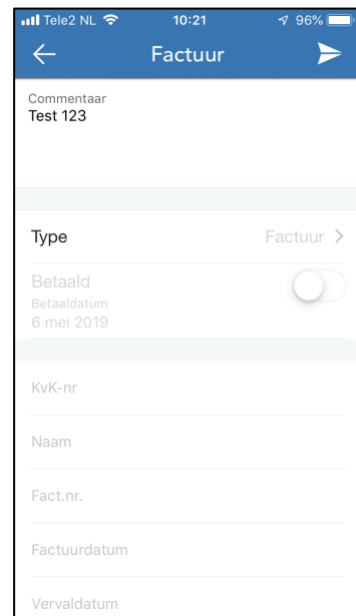 Tele2 NL 10:21 96%
Factuur
Commentaar
Test 123
Type Factuur
Betaald
Betaaldatum
6 mei 2019
KvK-nr
Naam
Fact.nr.
Factuurdatum
Vervaldatum